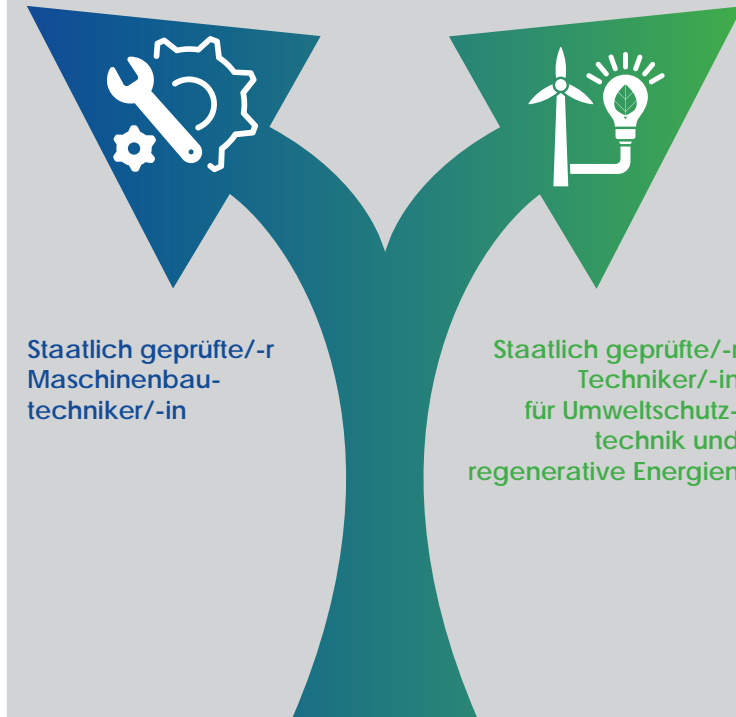 Staatlich geprüfte/-r
Maschinenbau-
techniker/-in
Staatlich geprüfte/-r
Techniker/-in
für Umweltschutz-
technik und
regenerative Energien